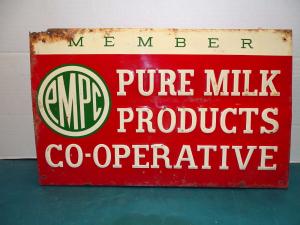 MEMBER
PMPC
PURE MILK
PRODUCTS
CO-OPERATIVE